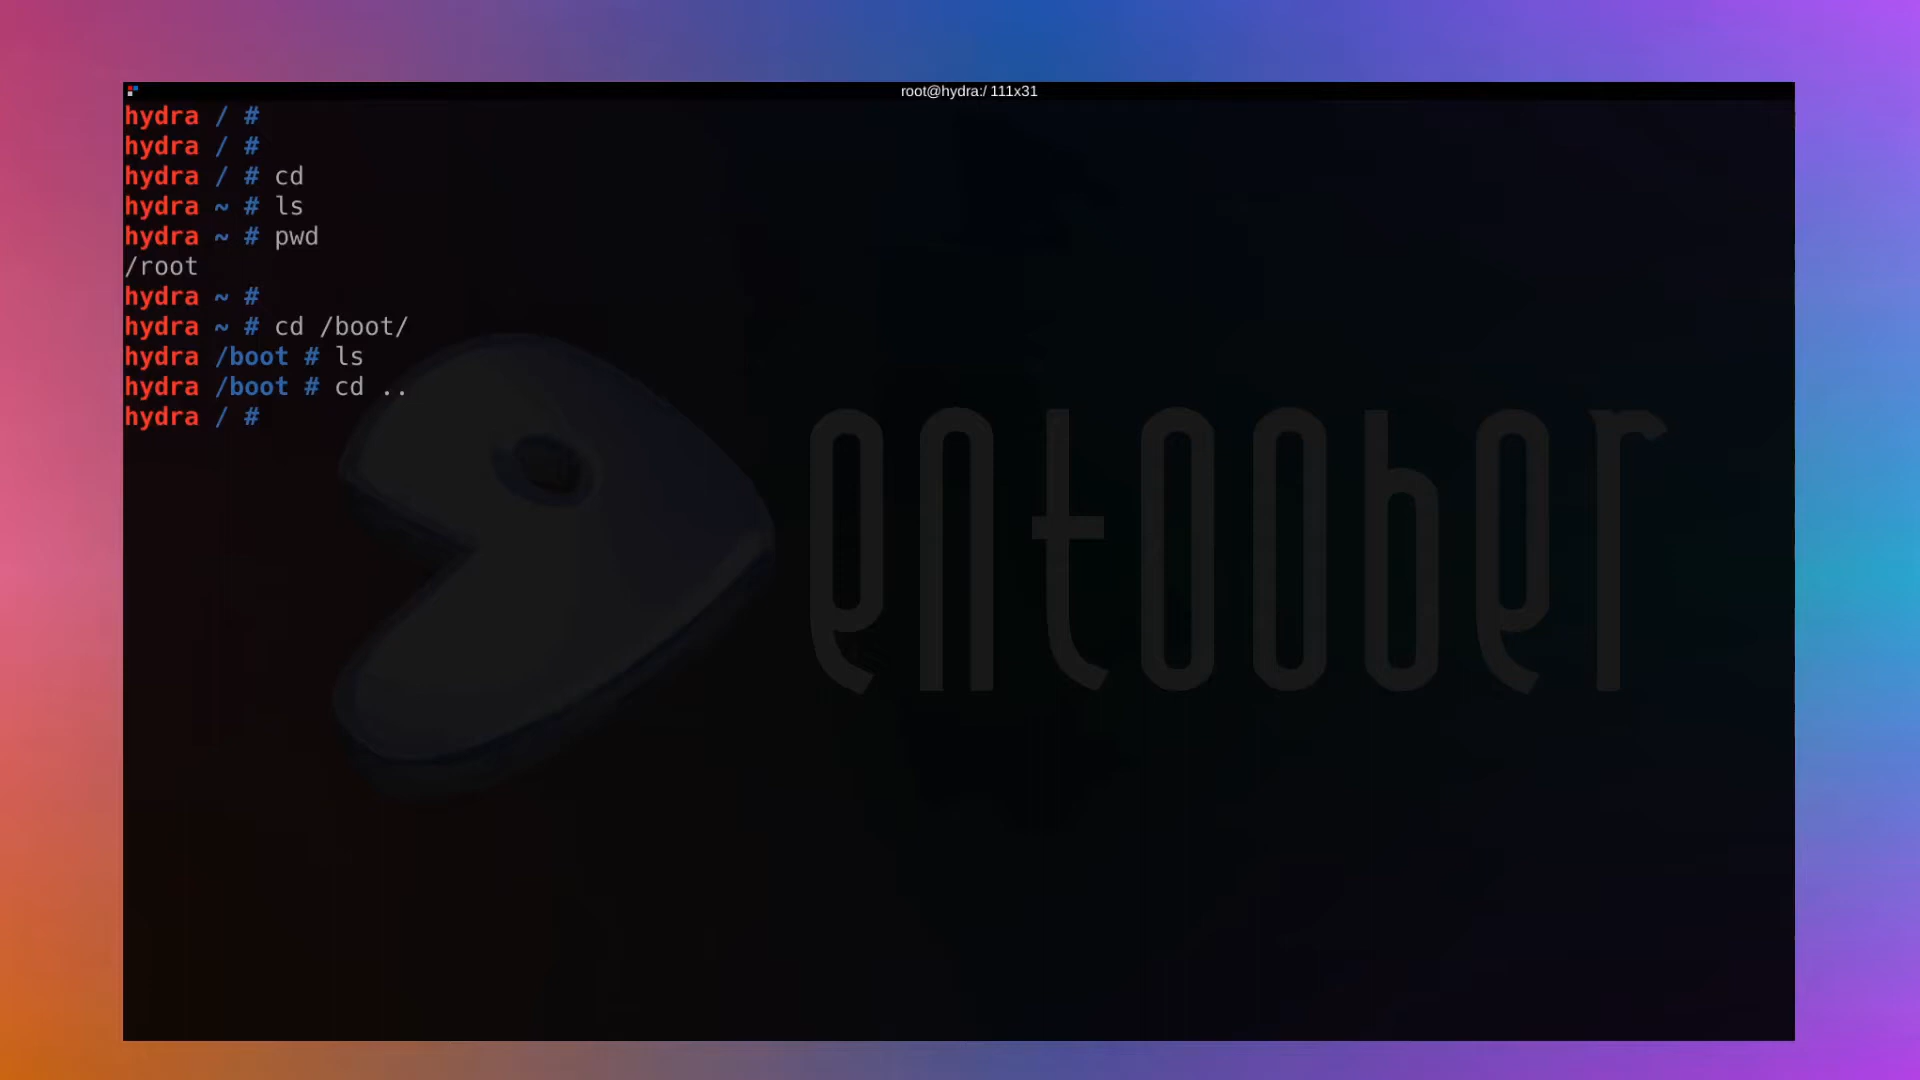 root@hydra:/ 111x31
hydra / #
hydra / #
hydra / # cd
hydra ~ # ls
hydra ~ # pwd
/root
hydra ~ #
hydra ~ # cd /boot/
hydra /boot # ls
hydra /boot # cd ..
hydra / #
entoober